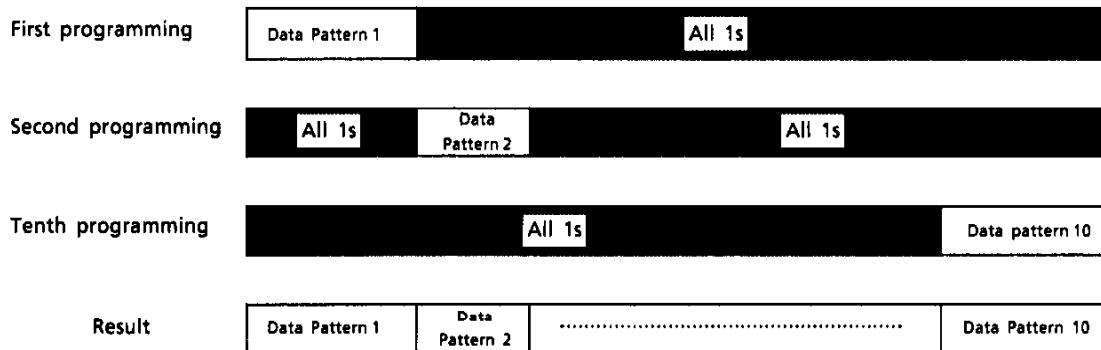 First programming
Data Pattern 1
All 1s
Second programming
All 1s
Data
Pattern 2
All 1s
Tenth programming
All 1s
Data pattern 10
Result
Data Pattern 1
Data
Pattern 2
Data Pattern 10